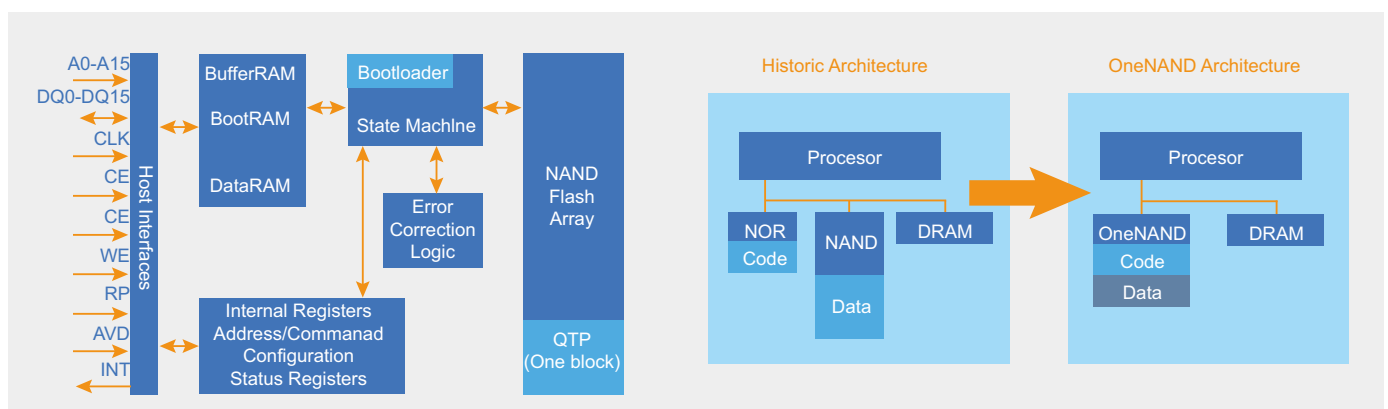 A0-A15
DQ0-DQ15
CLK
CE
CE
WE
RP
AVD
INT
Host Interfaces
BufferRAM
BootRAM
DataRAM
Bootloader
State Machlne
Error
Correction
Logic
Internal Registers
Address/Commanad
Configuration
Status Registers
NAND
Flash
Array
QTP
(One block)
Historic Architecture
Procesor
NOR
Code
NAND
Data
DRAM
OneNAND Architecture
Procesor
OneNAND
Code
Data
DRAM